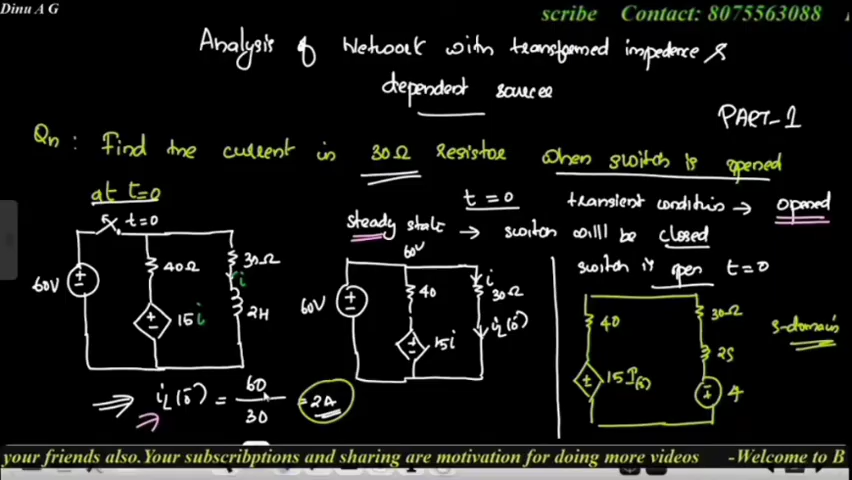 Dinu A G
scribe Contact: 8075563088
Analysis of Network with transformed impedence &
dependent sources
PART-1
Qn: Find the current in 30Ω resistor when switch is opened
at t=0
t=0 transient condition → opened
steady state → switch will be closed
switch is open t=0
S t=0
60V
40Ω
15i
30Ω
i
2H
60V
60V
40
15i
i
30Ω
iL(0⁻)
40
15I(s)
30Ω
2S
4
s-domain
⇒ iL(0⁻) = 60/30 = 2A
your friends also.Your subscribptions and sharing are motivation for doing more videos -Welcome to B